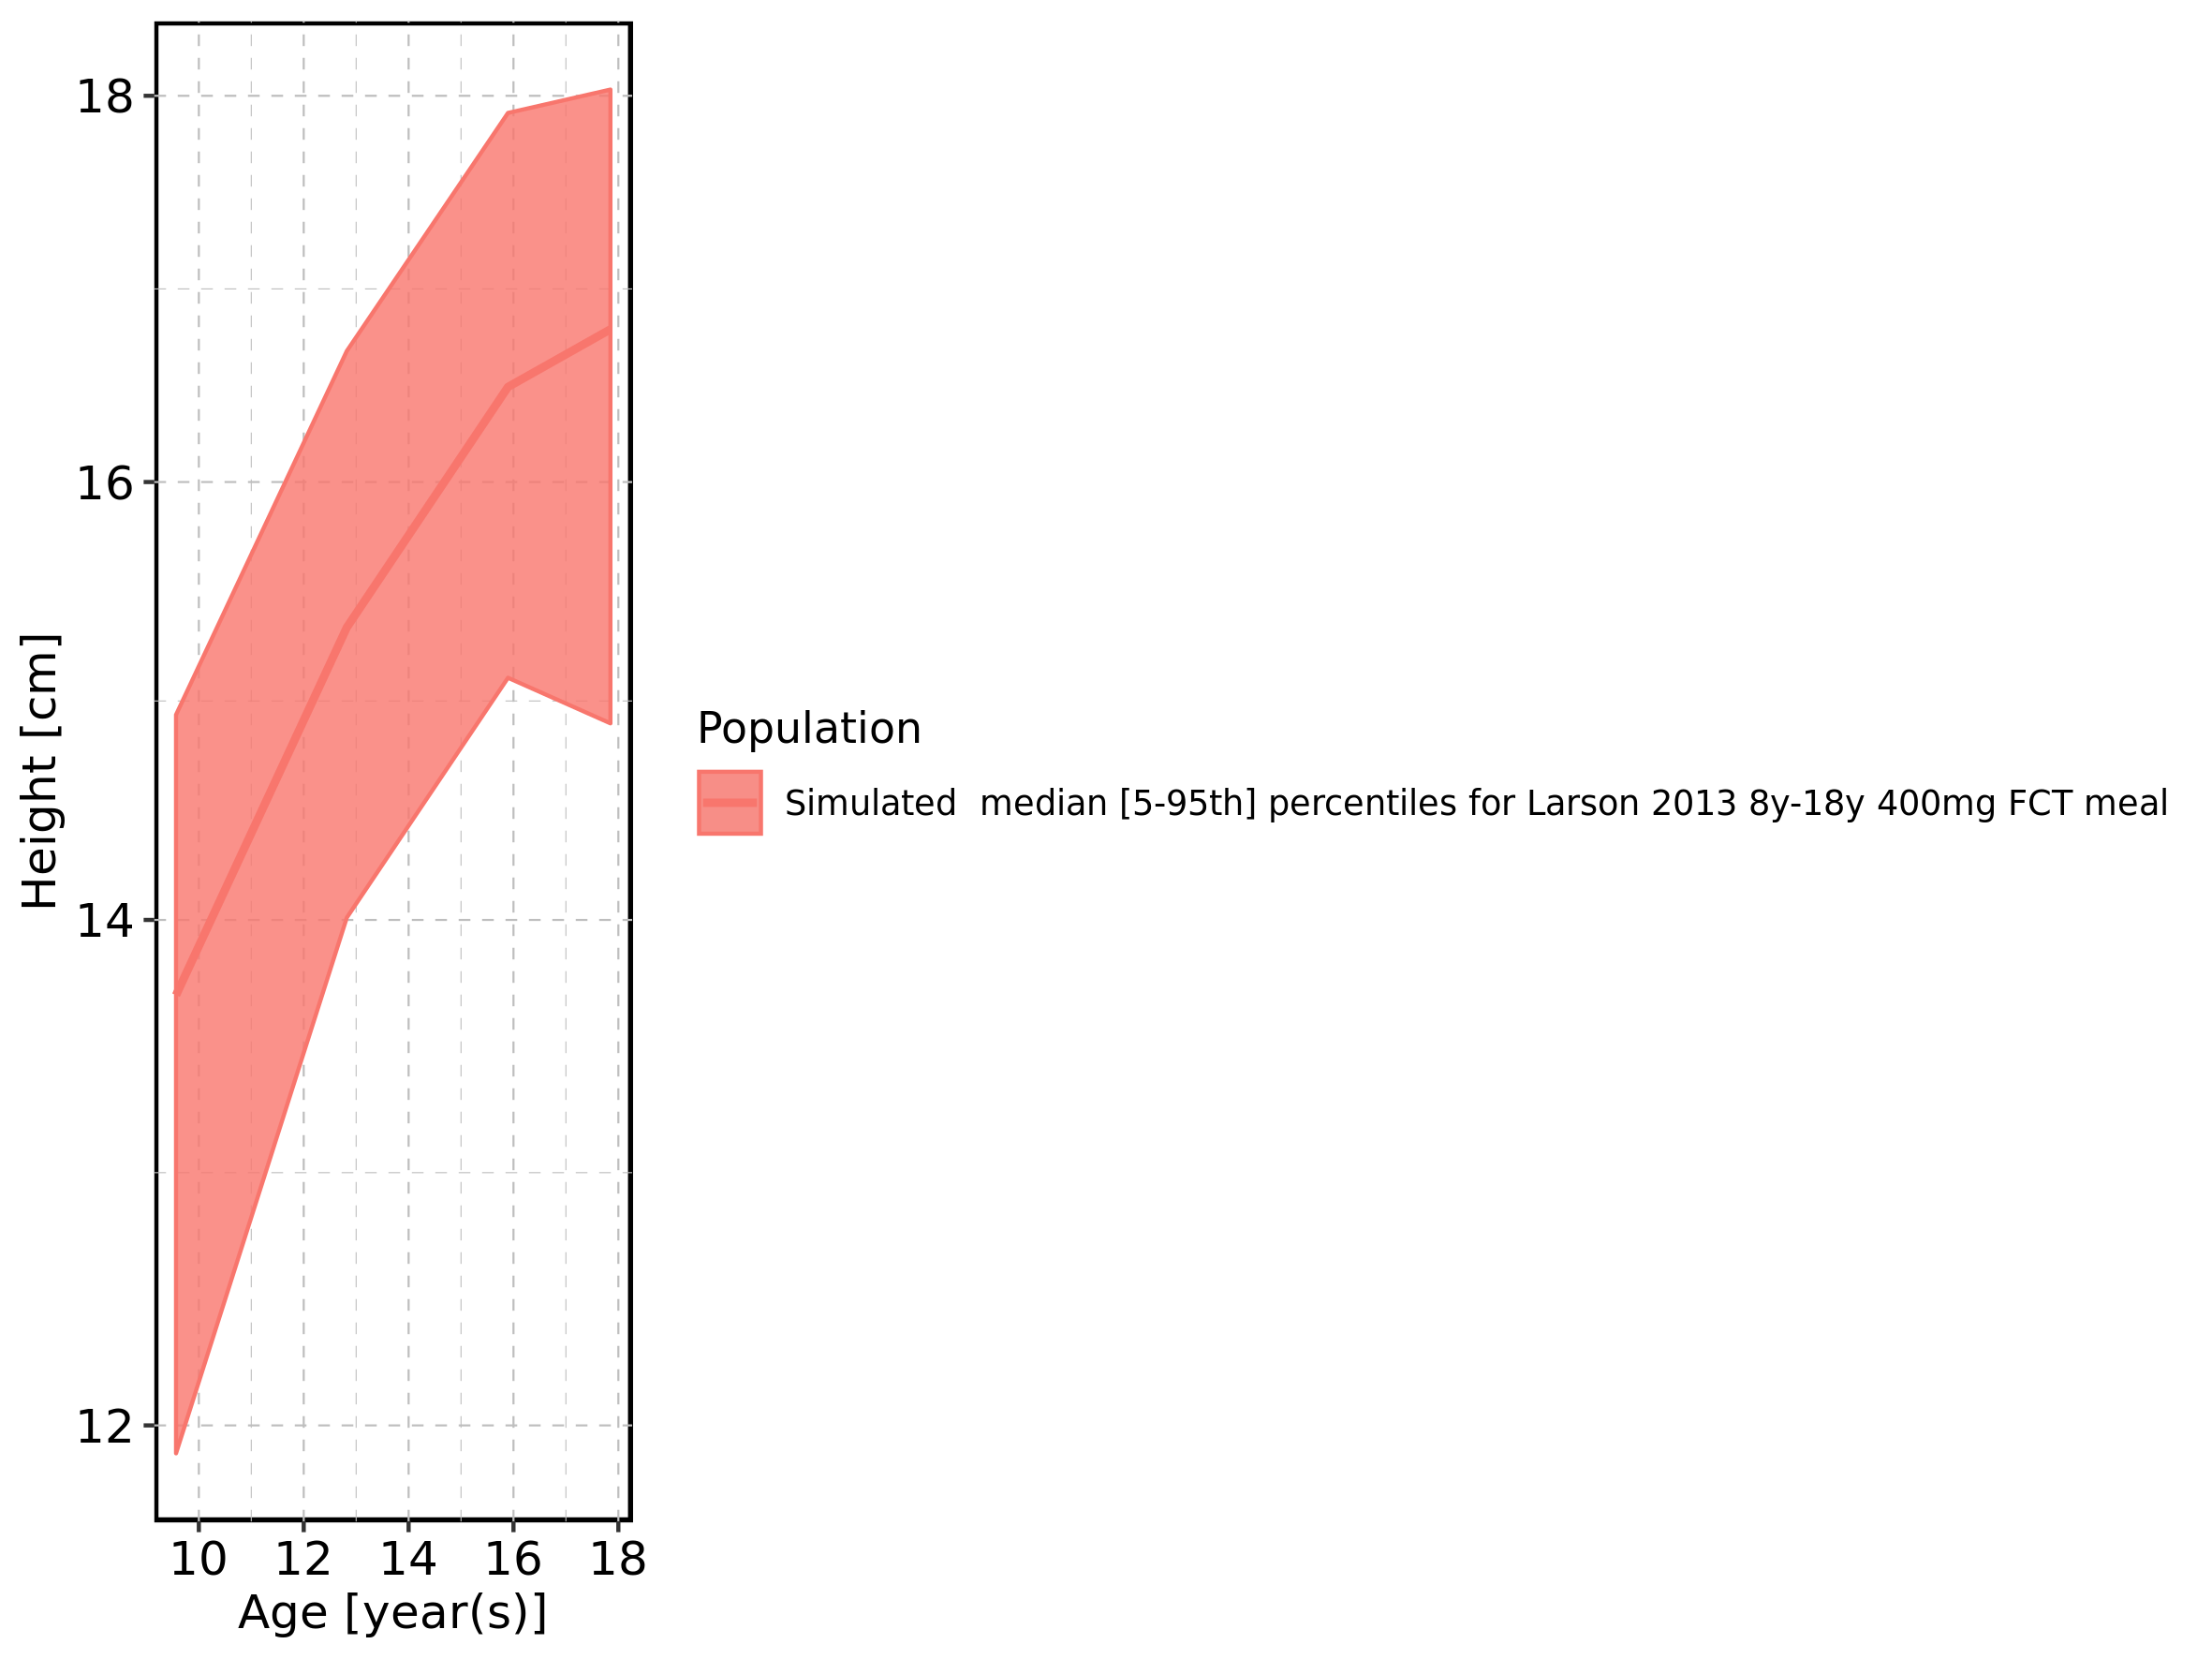 18
16
14
12
Height [cm]
10 12 14 16 18
Age [year(s)]
Population
Simulated  median [5-95th] percentiles for Larson 2013 8y-18y 400mg FCT meal